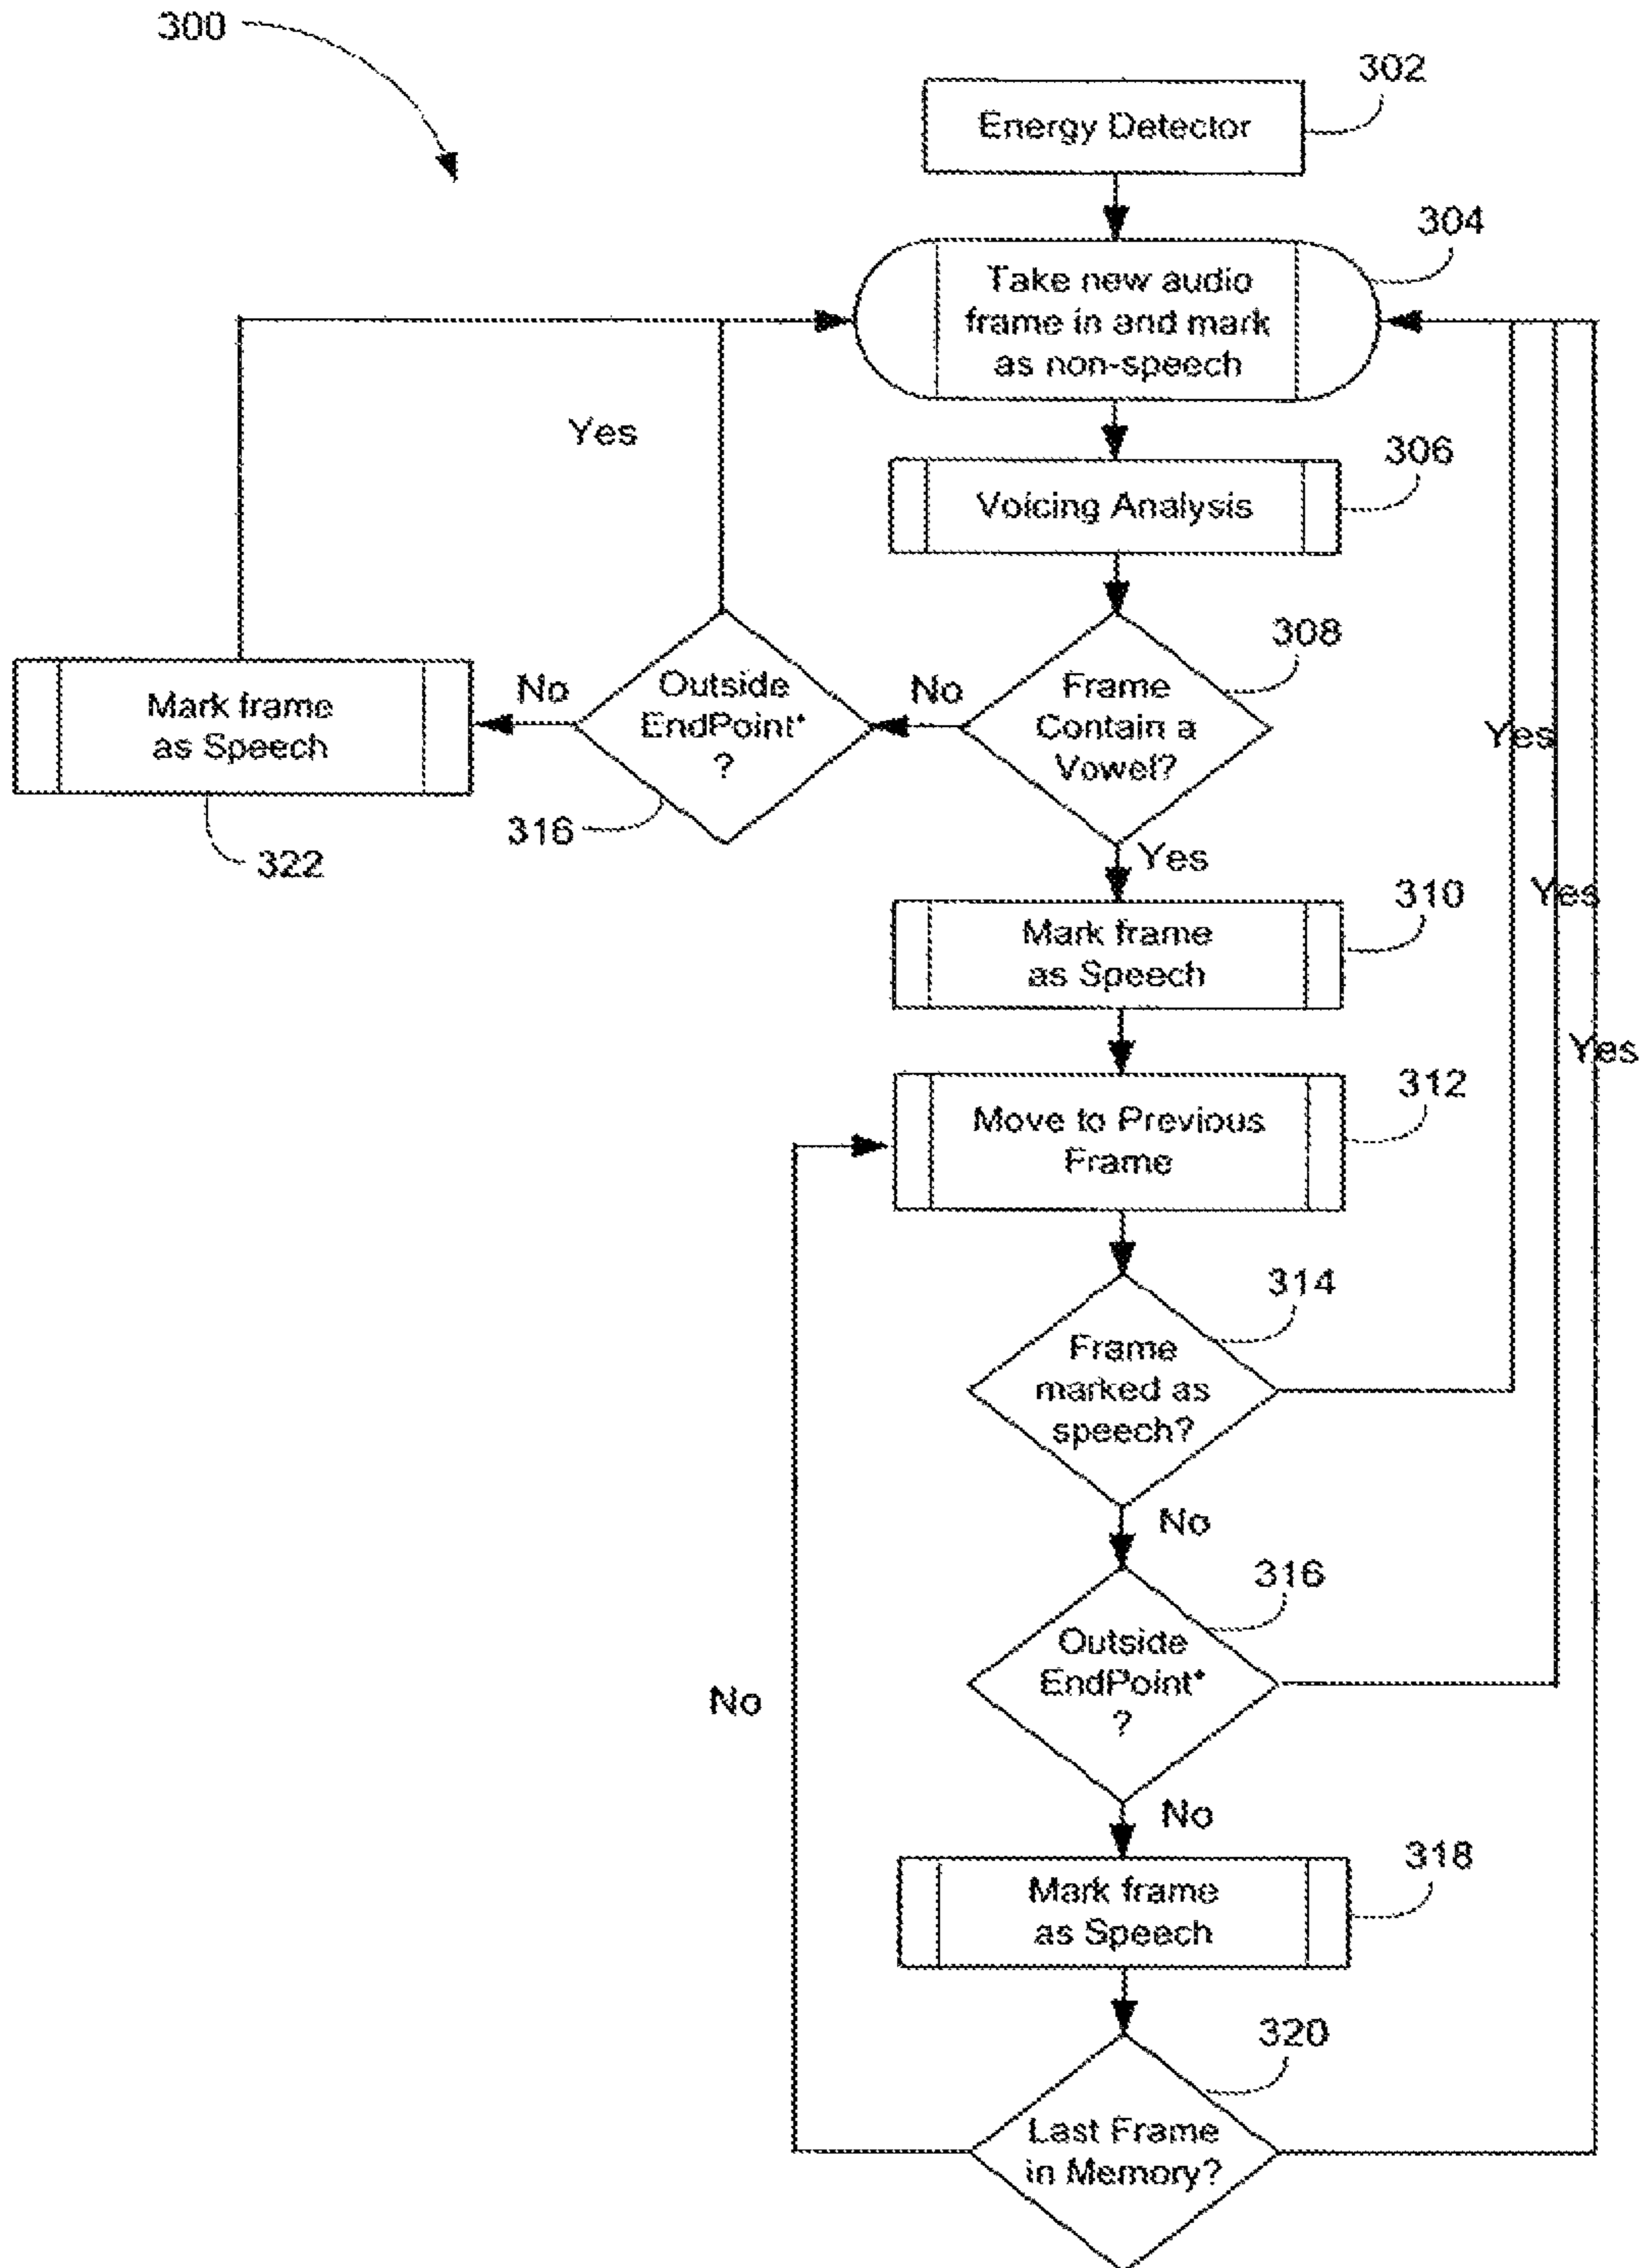 300
302
Energy Detector
304
Take new audio
frame in and mark
as non-speech
Yes
306
Voicing Analysis
308
Frame
Contain a
Vowel?
No
Outside
EndPoint*
?
316
No
Mark frame
as Speech
322
Yes
Yes
310
Mark frame
as Speech
Yes
Yes
312
Move to Previous
Frame
314
Frame
marked as
speech?
No
316
Outside
EndPoint*
?
No
No
318
Mark frame
as Speech
320
Last Frame
in Memory?